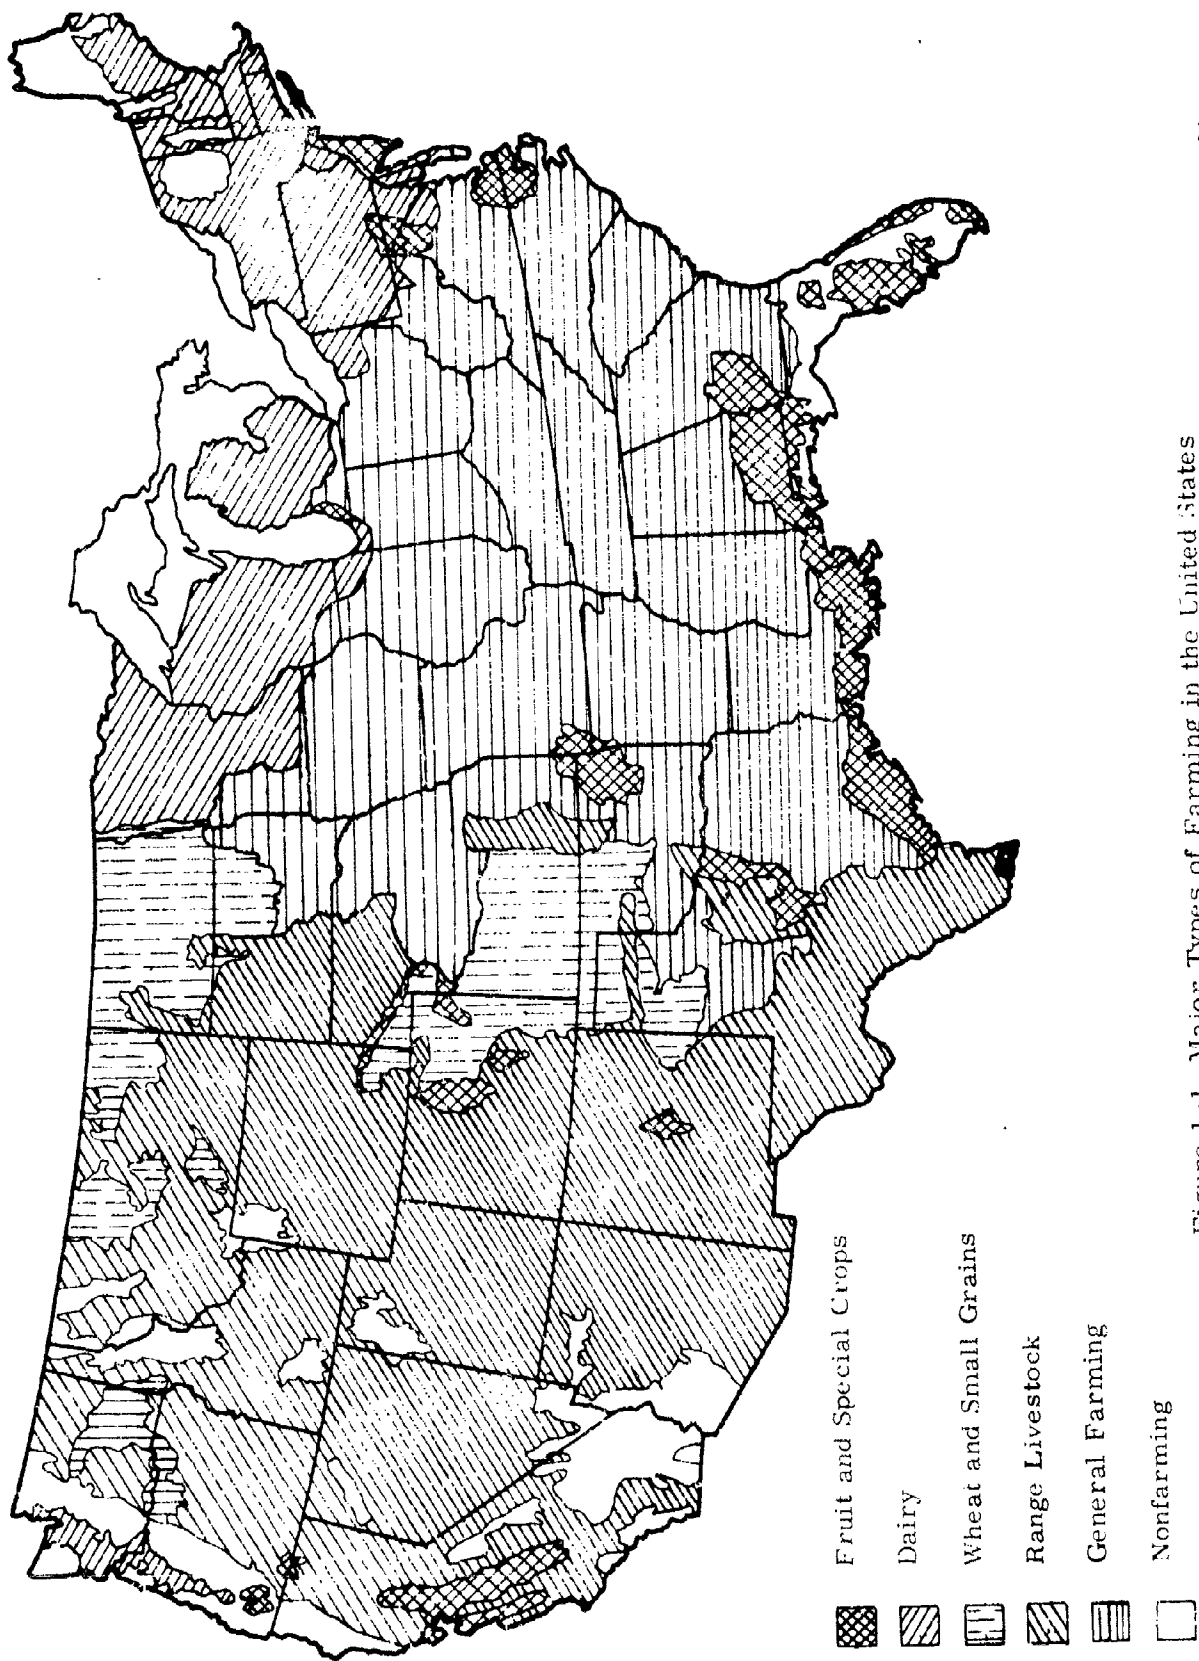 Fruit and Special Crops
Dairy
Wheat and Small Grains
Range Livestock
General Farming
Nonfarming
Major Types of Farming in the United States